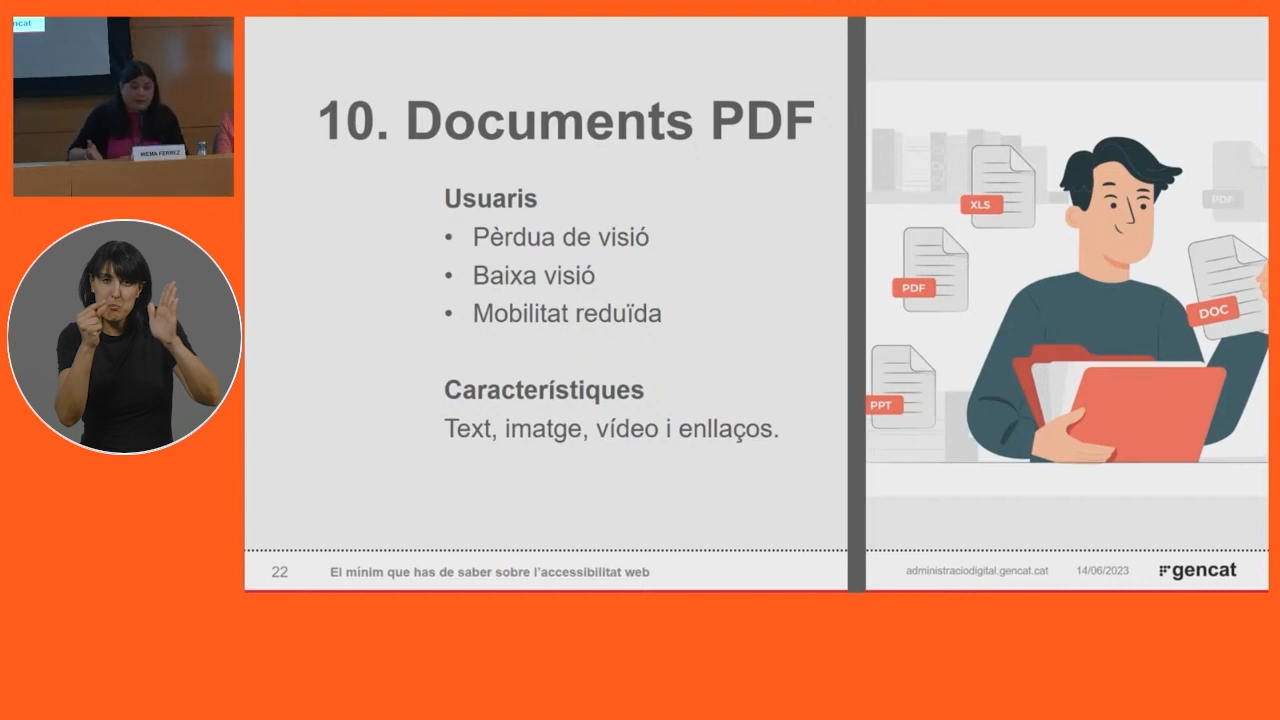 10. Documents PDF
Usuaris
• Pèrdua de visió
• Baixa visió
• Mobilitat reduïda
Característiques
Text, imatge, vídeo i enllaços.
XLS
PDF
PDF
DOC
PPT
22
El mínim que has de saber sobre l'accessibilitat web
administraciodigital.gencat.cat
14/06/2023
gencat